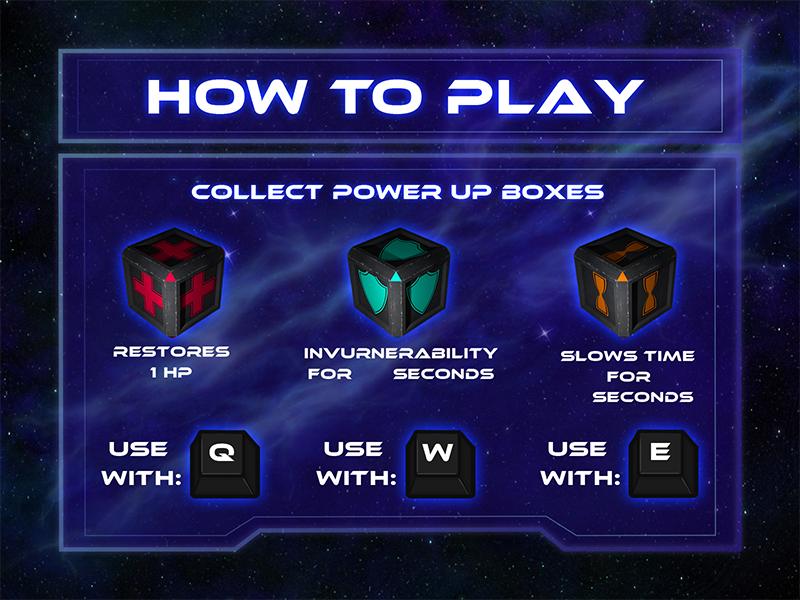 HOW TO PLAY
COLLECT POWER UP BOXES
RESTORES
1 HP
INVURNERABILITY
FOR SECONDS
SLOWS TIME
FOR
SECONDS
USE
WITH: Q
USE
WITH: W
USE
WITH: E